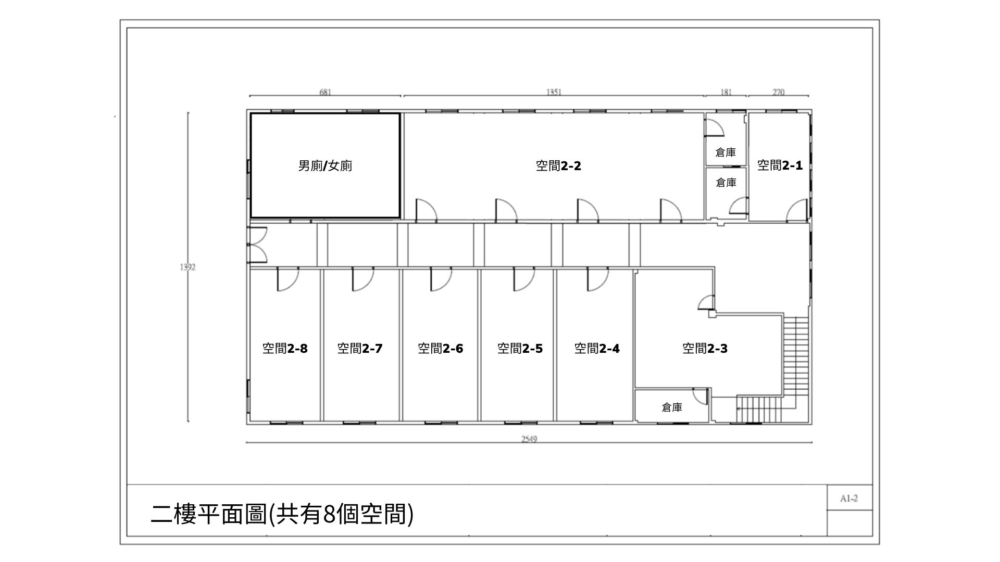 681
1351
181
270
男廁/女廁
空間2-2
倉庫
倉庫
空間2-1
1392
空間2-8
空間2-7
空間2-6
空間2-5
空間2-4
空間2-3
倉庫
2549
二樓平面圖(共有8個空間)
A1-2